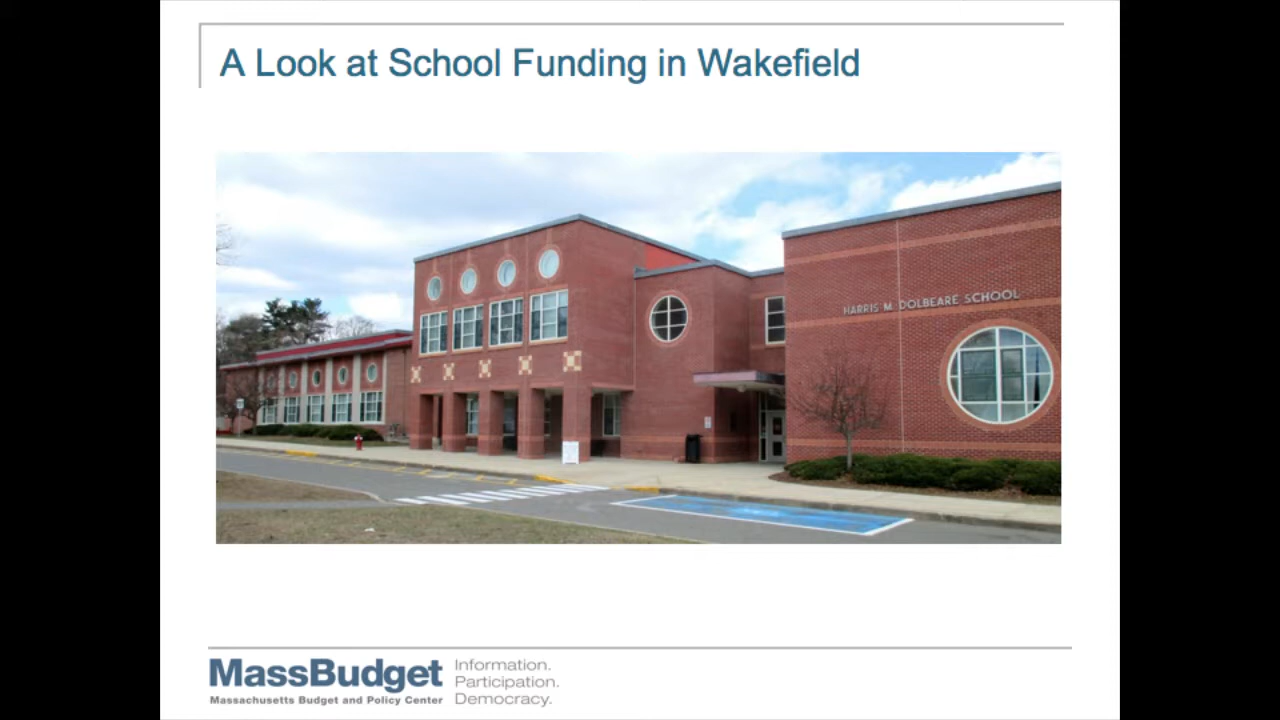 A Look at School Funding in Wakefield
HARRIS M. DOLBEARE SCHOOL
MassBudget
Massachusetts Budget and Policy Center
Information.
Participation.
Democracy.